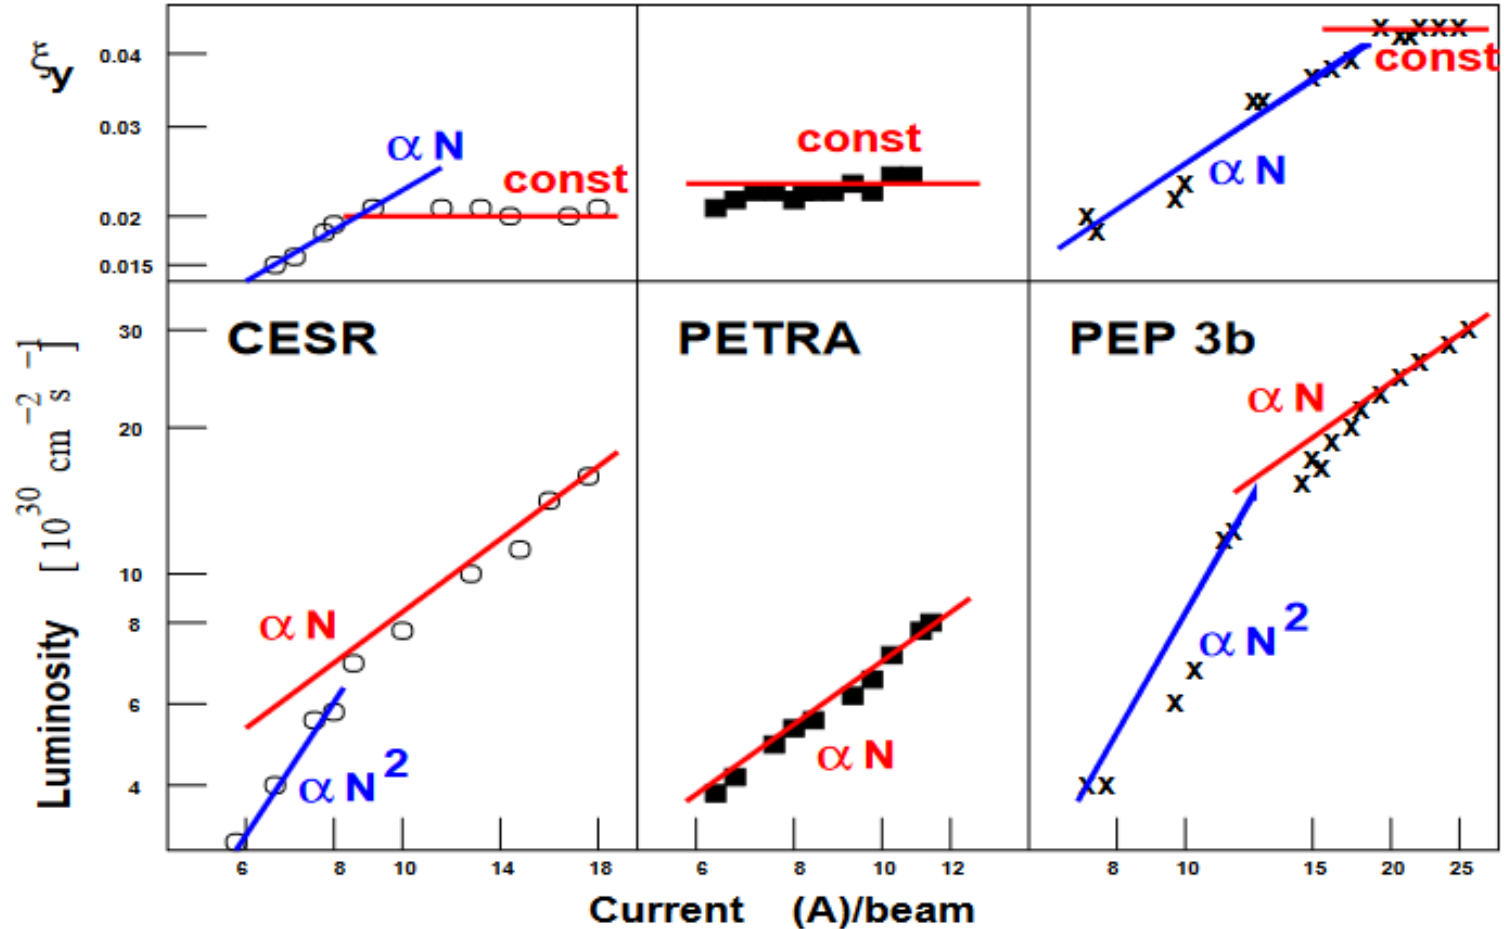 ξy
0.04
0.03
0.02
0.015
α N
const
const
α N
const
CESR
PETRA
PEP 3b
Luminosity [ 10^30 cm^-2 s^-1 ]
30
20
10
8
6
4
α N
α N^2
α N
α N
α N^2
6 8 10 14 18
6 8 10 12
8 10 15 20 25
Current (A)/beam